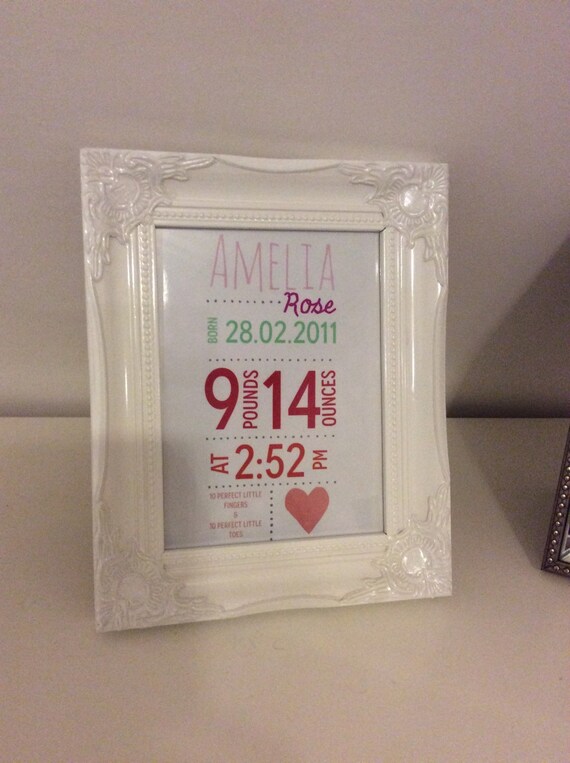 AMELIA
Rose
BORN 28.02.2011
9 POUNDS 14 OUNCES
AT 2:52 PM
10 PERFECT LITTLE
FINGERS
&
10 PERFECT LITTLE
TOES